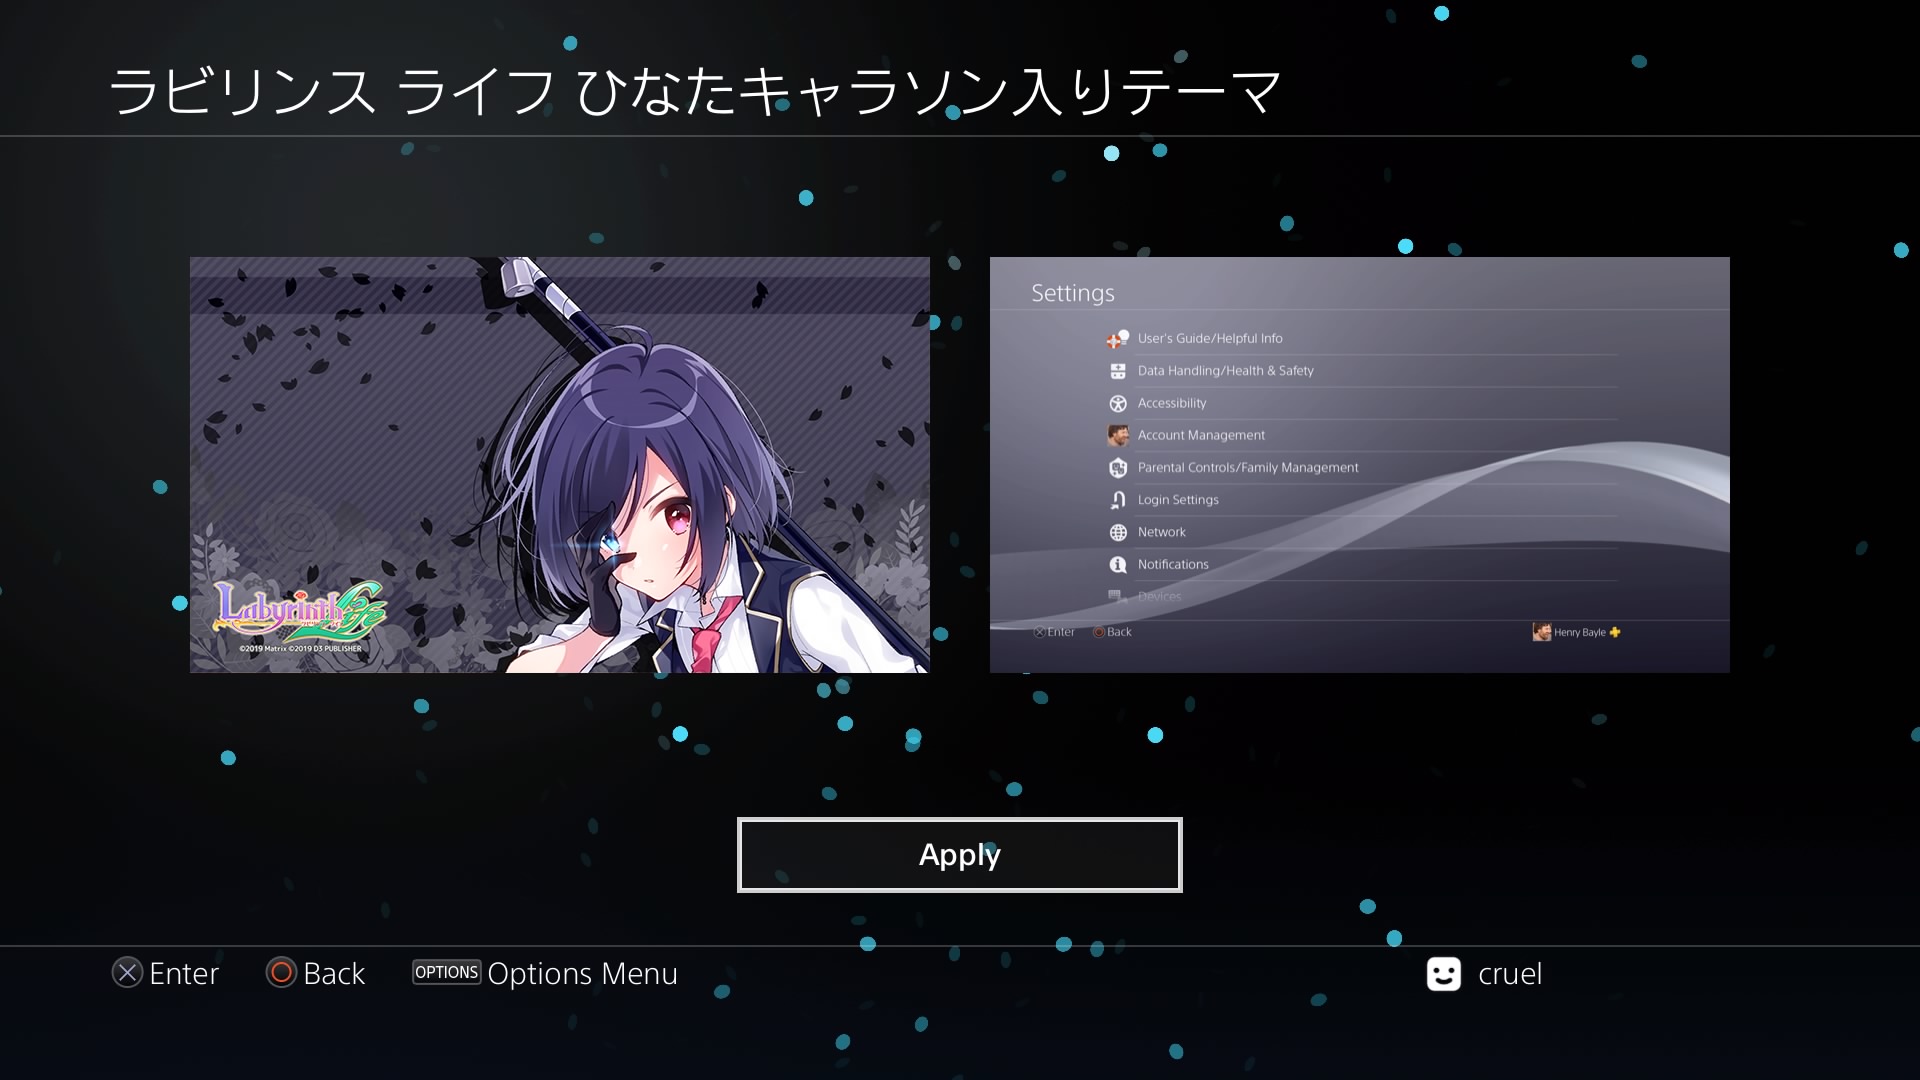 ラビリンス ライフ ひなたキャラソン入りテーマ
Labyrinth Life
©2019 Matrix ©2019 D3 PUBLISHER
Settings
User's Guide/Helpful Info
Data Handling/Health & Safety
Accessibility
Account Management
Parental Controls/Family Management
Login Settings
Network
Notifications
Devices
Enter
Back
Henry Bayle
Apply
Enter
Back
OPTIONS Options Menu
cruel